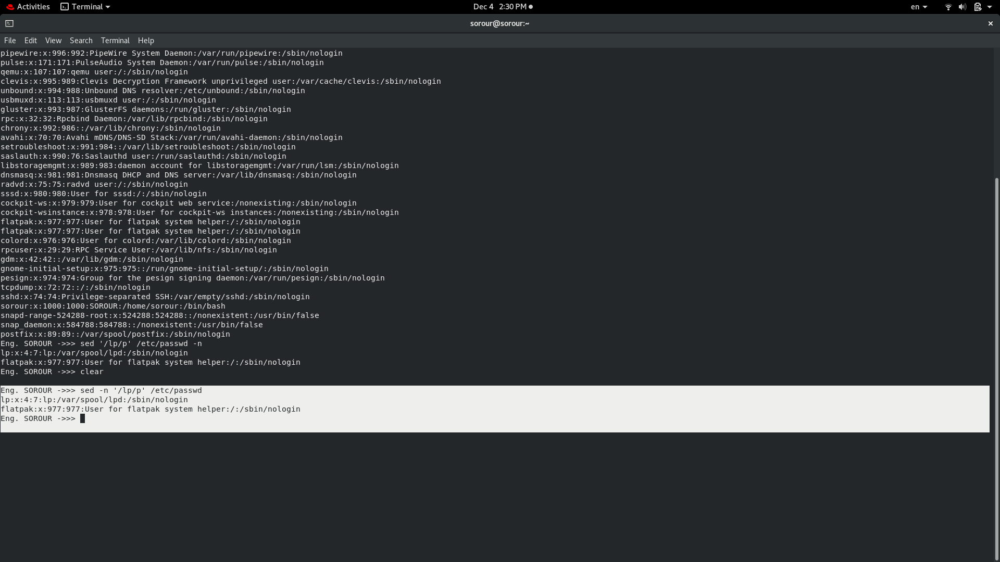 Activities Terminal Dec 4 2:30 PM en
sorour@sorour:~
File Edit View Search Terminal Help
pipewire:x:996:992:PipeWire System Daemon:/var/run/pipewire:/sbin/nologin
pulse:x:171:171:PulseAudio System Daemon:/var/run/pulse:/sbin/nologin
qemu:x:107:107:qemu user:/:/sbin/nologin
clevis:x:995:989:Clevis Decryption Framework unprivileged user:/var/cache/clevis:/sbin/nologin
unbound:x:994:988:Unbound DNS resolver:/etc/unbound:/sbin/nologin
usbmuxd:x:113:113:usbmuxd user:/:/sbin/nologin
gluster:x:993:987:GlusterFS daemons:/run/gluster:/sbin/nologin
rpc:x:32:32:Rpcbind Daemon:/var/lib/rpcbind:/sbin/nologin
chrony:x:992:986::/var/lib/chrony:/sbin/nologin
avahi:x:70:70:Avahi mDNS/DNS-SD Stack:/var/run/avahi-daemon:/sbin/nologin
setroubleshoot:x:991:984::/var/lib/setroubleshoot:/sbin/nologin
saslauth:x:990:76:Saslauthd user:/run/saslauthd:/sbin/nologin
libstoragemgmt:x:989:983:daemon account for libstoragemgmt:/var/run/lsm:/sbin/nologin
dnsmasq:x:981:981:Dnsmasq DHCP and DNS server:/var/lib/dnsmasq:/sbin/nologin
radvd:x:75:75:radvd user:/:/sbin/nologin
sssd:x:980:980:User for sssd:/:/sbin/nologin
cockpit-ws:x:979:979:User for cockpit web service:/nonexisting:/sbin/nologin
cockpit-wsinstance:x:978:978:User for cockpit-ws instances:/nonexisting:/sbin/nologin
flatpak:x:977:977:User for flatpak system helper:/:/sbin/nologin
flatpak:x:977:977:User for flatpak system helper:/:/sbin/nologin
colord:x:976:976:User for colord:/var/lib/colord:/sbin/nologin
rpcuser:x:29:29:RPC Service User:/var/lib/nfs:/sbin/nologin
gdm:x:42:42::/var/lib/gdm:/sbin/nologin
gnome-initial-setup:x:975:975::/run/gnome-initial-setup/:/sbin/nologin
pesign:x:974:974:Group for the pesign signing daemon:/var/run/pesign:/sbin/nologin
tcpdump:x:72:72::/:/sbin/nologin
sshd:x:74:74:Privilege-separated SSH:/var/empty/sshd:/sbin/nologin
sorour:x:1000:1000:SOROUR:/home/sorour:/bin/bash
snapd-range-524288-root:x:524288:524288::/nonexistent:/usr/bin/false
snap_daemon:x:584788:584788::/nonexistent:/usr/bin/false
postfix:x:89:89::/var/spool/postfix:/sbin/nologin
Eng. SOROUR ->>> sed '/lp/p' /etc/passwd -n
lp:x:4:7:lp:/var/spool/lpd:/sbin/nologin
flatpak:x:977:977:User for flatpak system helper:/:/sbin/nologin
Eng. SOROUR ->>> clear
Eng. SOROUR ->>> sed -n '/lp/p' /etc/passwd
lp:x:4:7:lp:/var/spool/lpd:/sbin/nologin
flatpak:x:977:977:User for flatpak system helper:/:/sbin/nologin
Eng. SOROUR ->>>